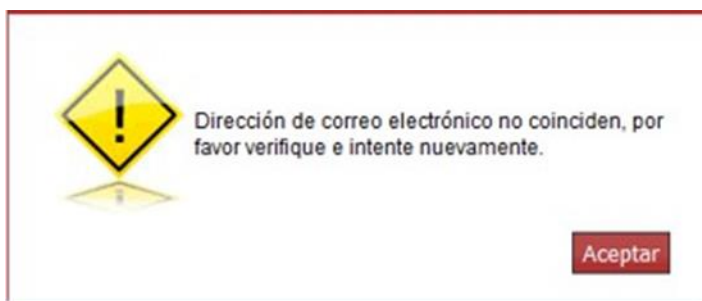 Dirección de correo electrónico no coinciden, por
favor verifique e intente nuevamente.
Aceptar